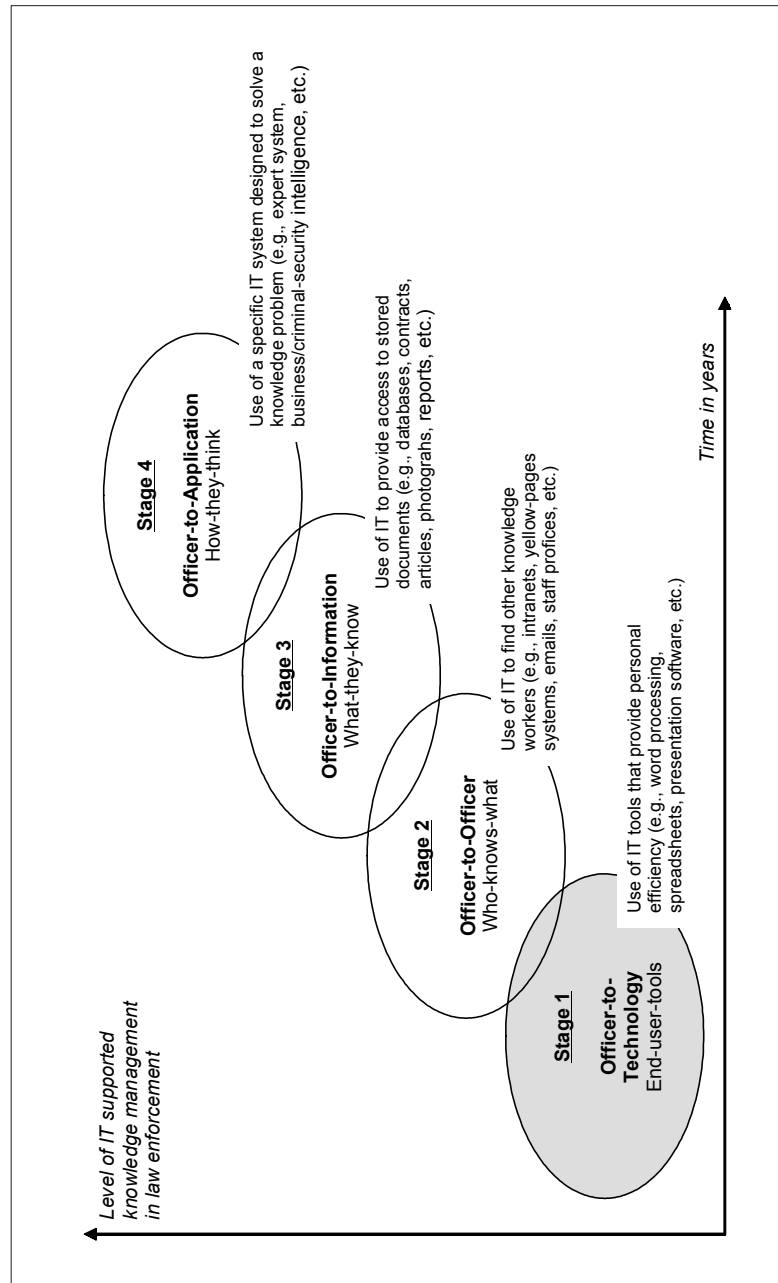 Level of IT supported
knowledge management
in law enforcement
Stage 4
Officer-to-Application
How-they-think
Use of a specific IT system designed to solve a
knowledge problem (e.g., expert system,
business/criminal-security intelligence, etc.)
Stage 3
Officer-to-Information
What-they-know
Use of IT to provide access to stored
documents (e.g., databases, contracts,
articles, photograhs, reports, etc.)
Stage 2
Officer-to-Officer
Who-knows-what
Use of IT to find other knowledge
workers (e.g., intranets, yellow-pages
systems, emails, staff profices, etc.)
Stage 1
Officer-to-
Technology
End-user-tools
Use of IT tools that provide personal
efficiency (e.g., word processing,
spreadsheets, presentation software, etc.)
Time in years